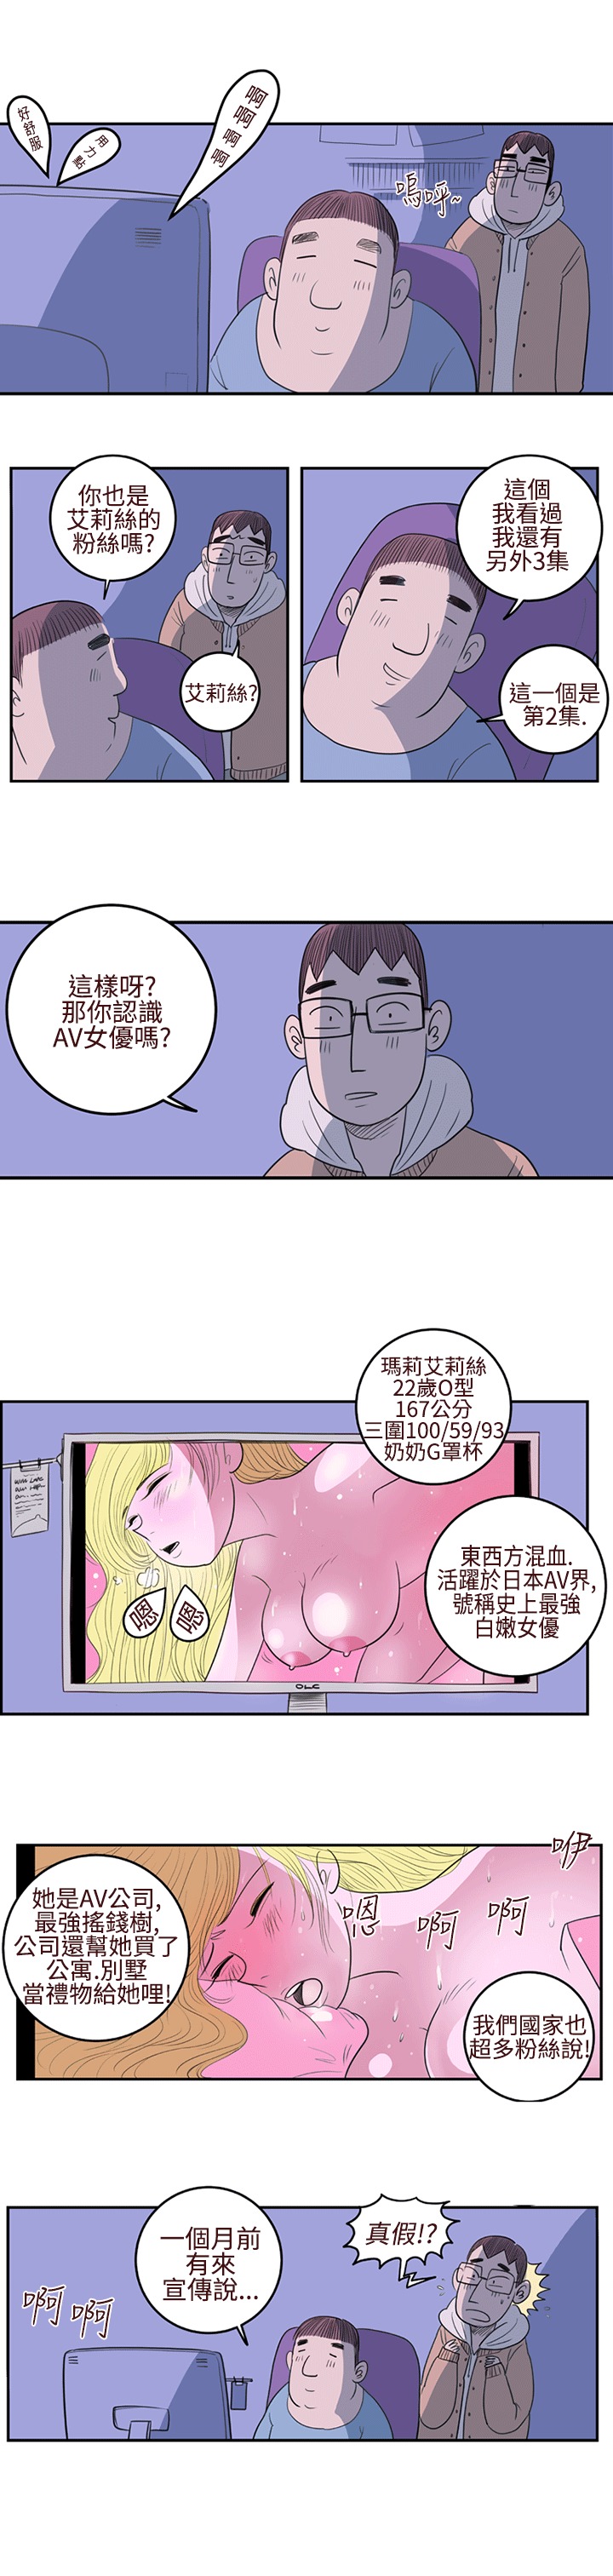 好舒服
用力點
啊啊啊啊
嗚呼~
你也是
艾莉絲的
粉絲嗎?
艾莉絲?
這個
我看過
我還有
另外3集
這一個是
第2集.
這樣呀?
那你認識
AV女優嗎?
瑪莉艾莉絲
22歲O型
167公分
三圍100/59/93
奶奶G罩杯
東西方混血.
活躍於日本AV界,
號稱史上最強
白嫩女優
嗯
嗯
OLC
咿
她是AV公司,
最強搖錢樹,
公司還幫她買了
公寓.別墅
當禮物給她哩!
嗯
啊
啊
我們國家也
超多粉絲說!
一個月前
有來
宣傳說...
真假!?
啊
啊